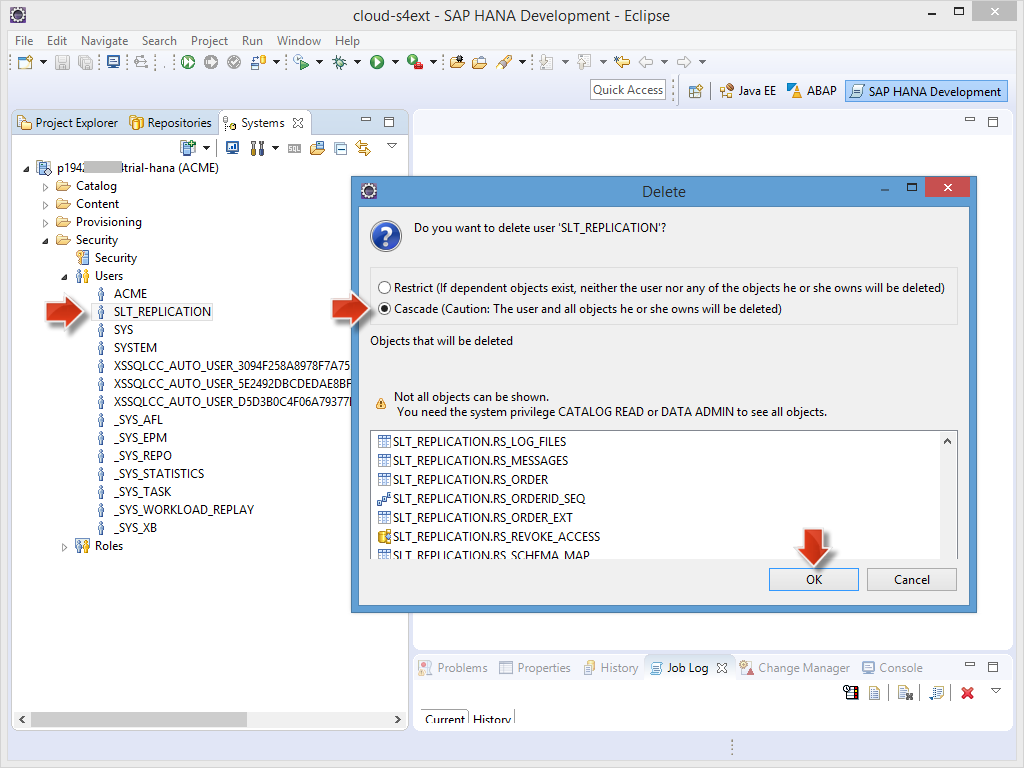 cloud-s4ext - SAP HANA Development - Eclipse
File Edit Navigate Search Project Run Window Help
Quick Access
Java EE
ABAP
SAP HANA Development
Project Explorer
Repositories
Systems
SQL
p194 trial-hana (ACME)
Catalog
Content
Provisioning
Security
Security
Users
ACME
SLT_REPLICATION
SYS
SYSTEM
XSSQLCC_AUTO_USER_3094F258A8978F7A75
XSSQLCC_AUTO_USER_5E2492DBCDEDAE8BF
XSSQLCC_AUTO_USER_D5D3B0C4F06A79377
_SYS_AFL
_SYS_EPM
_SYS_REPO
_SYS_STATISTICS
_SYS_TASK
_SYS_WORKLOAD_REPLAY
_SYS_XB
Roles
Delete
Do you want to delete user 'SLT_REPLICATION'?
Restrict (If dependent objects exist, neither the user nor any of the objects he or she owns will be deleted)
Cascade (Caution: The user and all objects he or she owns will be deleted)
Objects that will be deleted
Not all objects can be shown.
You need the system privilege CATALOG READ or DATA ADMIN to see all objects.
SLT_REPLICATION.RS_LOG_FILES
SLT_REPLICATION.RS_MESSAGES
SLT_REPLICATION.RS_ORDER
SLT_REPLICATION.RS_ORDERID_SEQ
SLT_REPLICATION.RS_ORDER_EXT
SLT_REPLICATION.RS_REVOKE_ACCESS
SLT_REPLICATION.RS_SCHEMA_MAP
OK
Cancel
Problems
Properties
History
Job Log
Change Manager
Console
Current
History